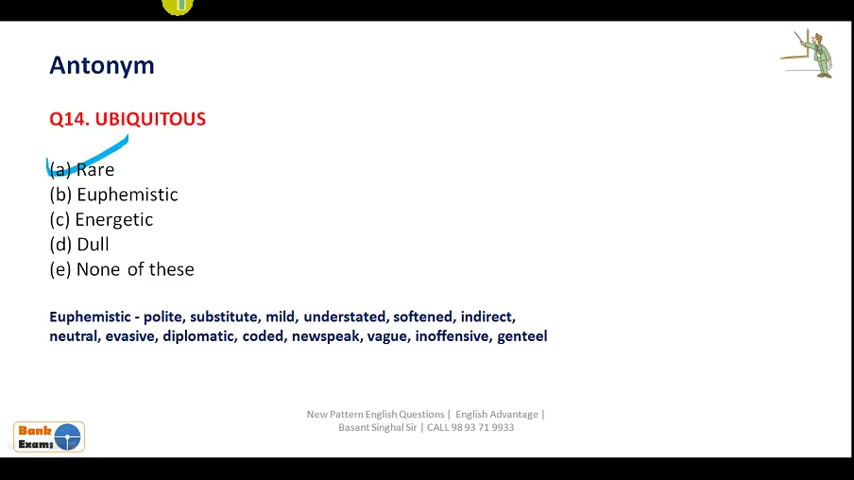 Antonym
Q14. UBIQUITOUS
(a) Rare
(b) Euphemistic
(c) Energetic
(d) Dull
(e) None of these
Euphemistic - polite, substitute, mild, understated, softened, indirect,
neutral, evasive, diplomatic, coded, newspeak, vague, inoffensive, genteel
New Pattern English Questions | English Advantage |
Basant Singhal Sir | CALL 98 93 71 9933
Bank
Exams